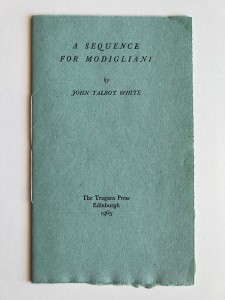 A SEQUENCE
FOR MODIGLIANI
by
JOHN TALBOT WHITE
The Tragara Press
Edinburgh
1965